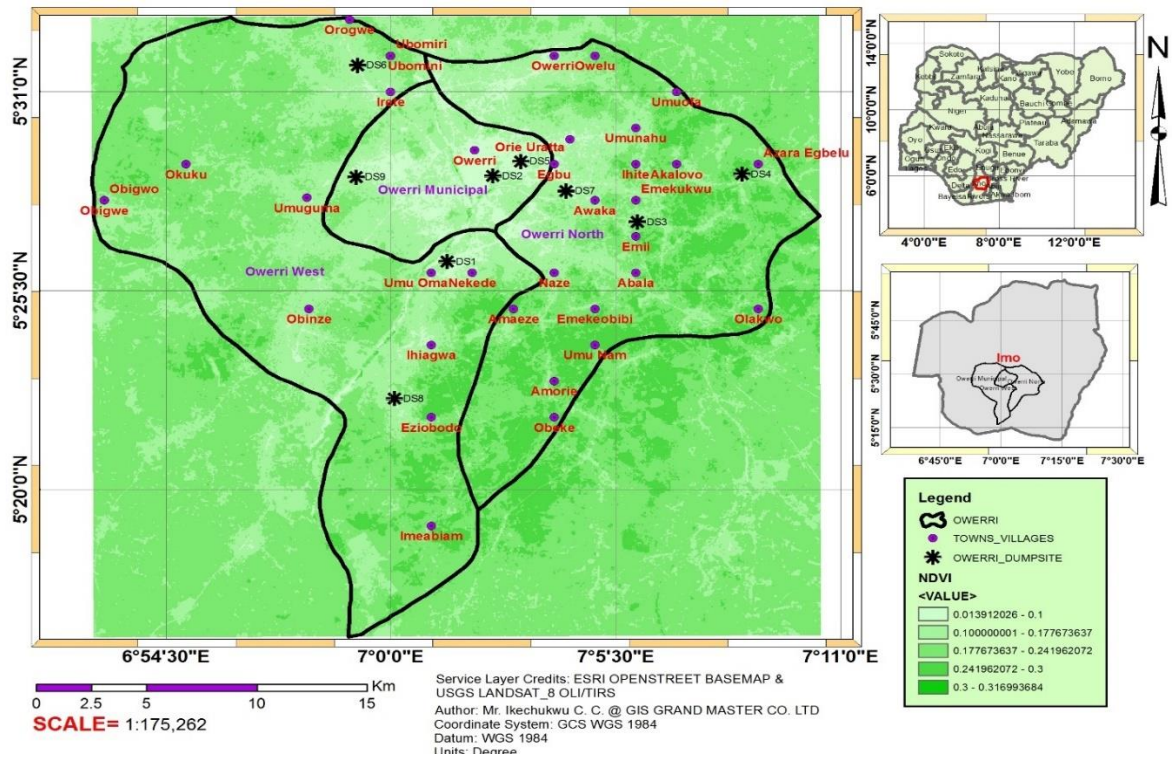 Orogwe
Ubomiri
Ubomini
DS6
OwerriOwelu
Irete
Umuofa
Umunahu
Orie Uratta
Owerri
DS5
Azara Egbelu
Okuku
DS9
DS2
Egbu
Ihite
Akalovo
DS4
Obigwo
Obigwe
Owerri Municipal
Emekukwu
DS7
Umuguma
Awaka
DS3
Owerri North
Emii
DS1
Owerri West
Umu OmaNekede
Naze
Abala
Obinze
Amaeze
Emekeobibi
Olakwo
Ihiagwa
Umu Nam
Amorie
DS8
Eziobodo
Obeke
Imeabiam
5°31'0"N
5°25'30"N
5°20'0"N
6°54'30"E
7°0'0"E
7°5'30"E
7°11'0"E
0 2.5 5 10 15 Km
SCALE= 1:175,262
Service Layer Credits: ESRI OPENSTREET BASEMAP &
USGS LANDSAT_8 OLI/TIRS
Author: Mr. Ikechukwu C. C. @ GIS GRAND MASTER CO. LTD
Coordinate System: GCS WGS 1984
Datum: WGS 1984
Units: Degree
N
14°0'0"N
10°0'0"N
6°0'0"N
Sokoto
Zamfara
Kano
Yobe
Borno
Kaduna
Bauchi
Gombe
Niger
Plateau
Adamawa
Kwara
Abuja
Nassarawa
Taraba
Oyo
Kogi
Benue
4°0'0"E
8°0'0"E
12°0'0"E
5°45'0"N
5°30'0"N
5°15'0"N
Imo
Owerri Municipal
Owerri North
6°45'0"E
7°0'0"E
7°15'0"E
7°30'0"E
Legend
OWERRI
TOWNS_VILLAGES
OWERRI_DUMPSITE
NDVI
<VALUE>
0.013912026 - 0.1
0.100000001 - 0.177673637
0.177673637 - 0.241962072
0.241962072 - 0.3
0.3 - 0.316993684